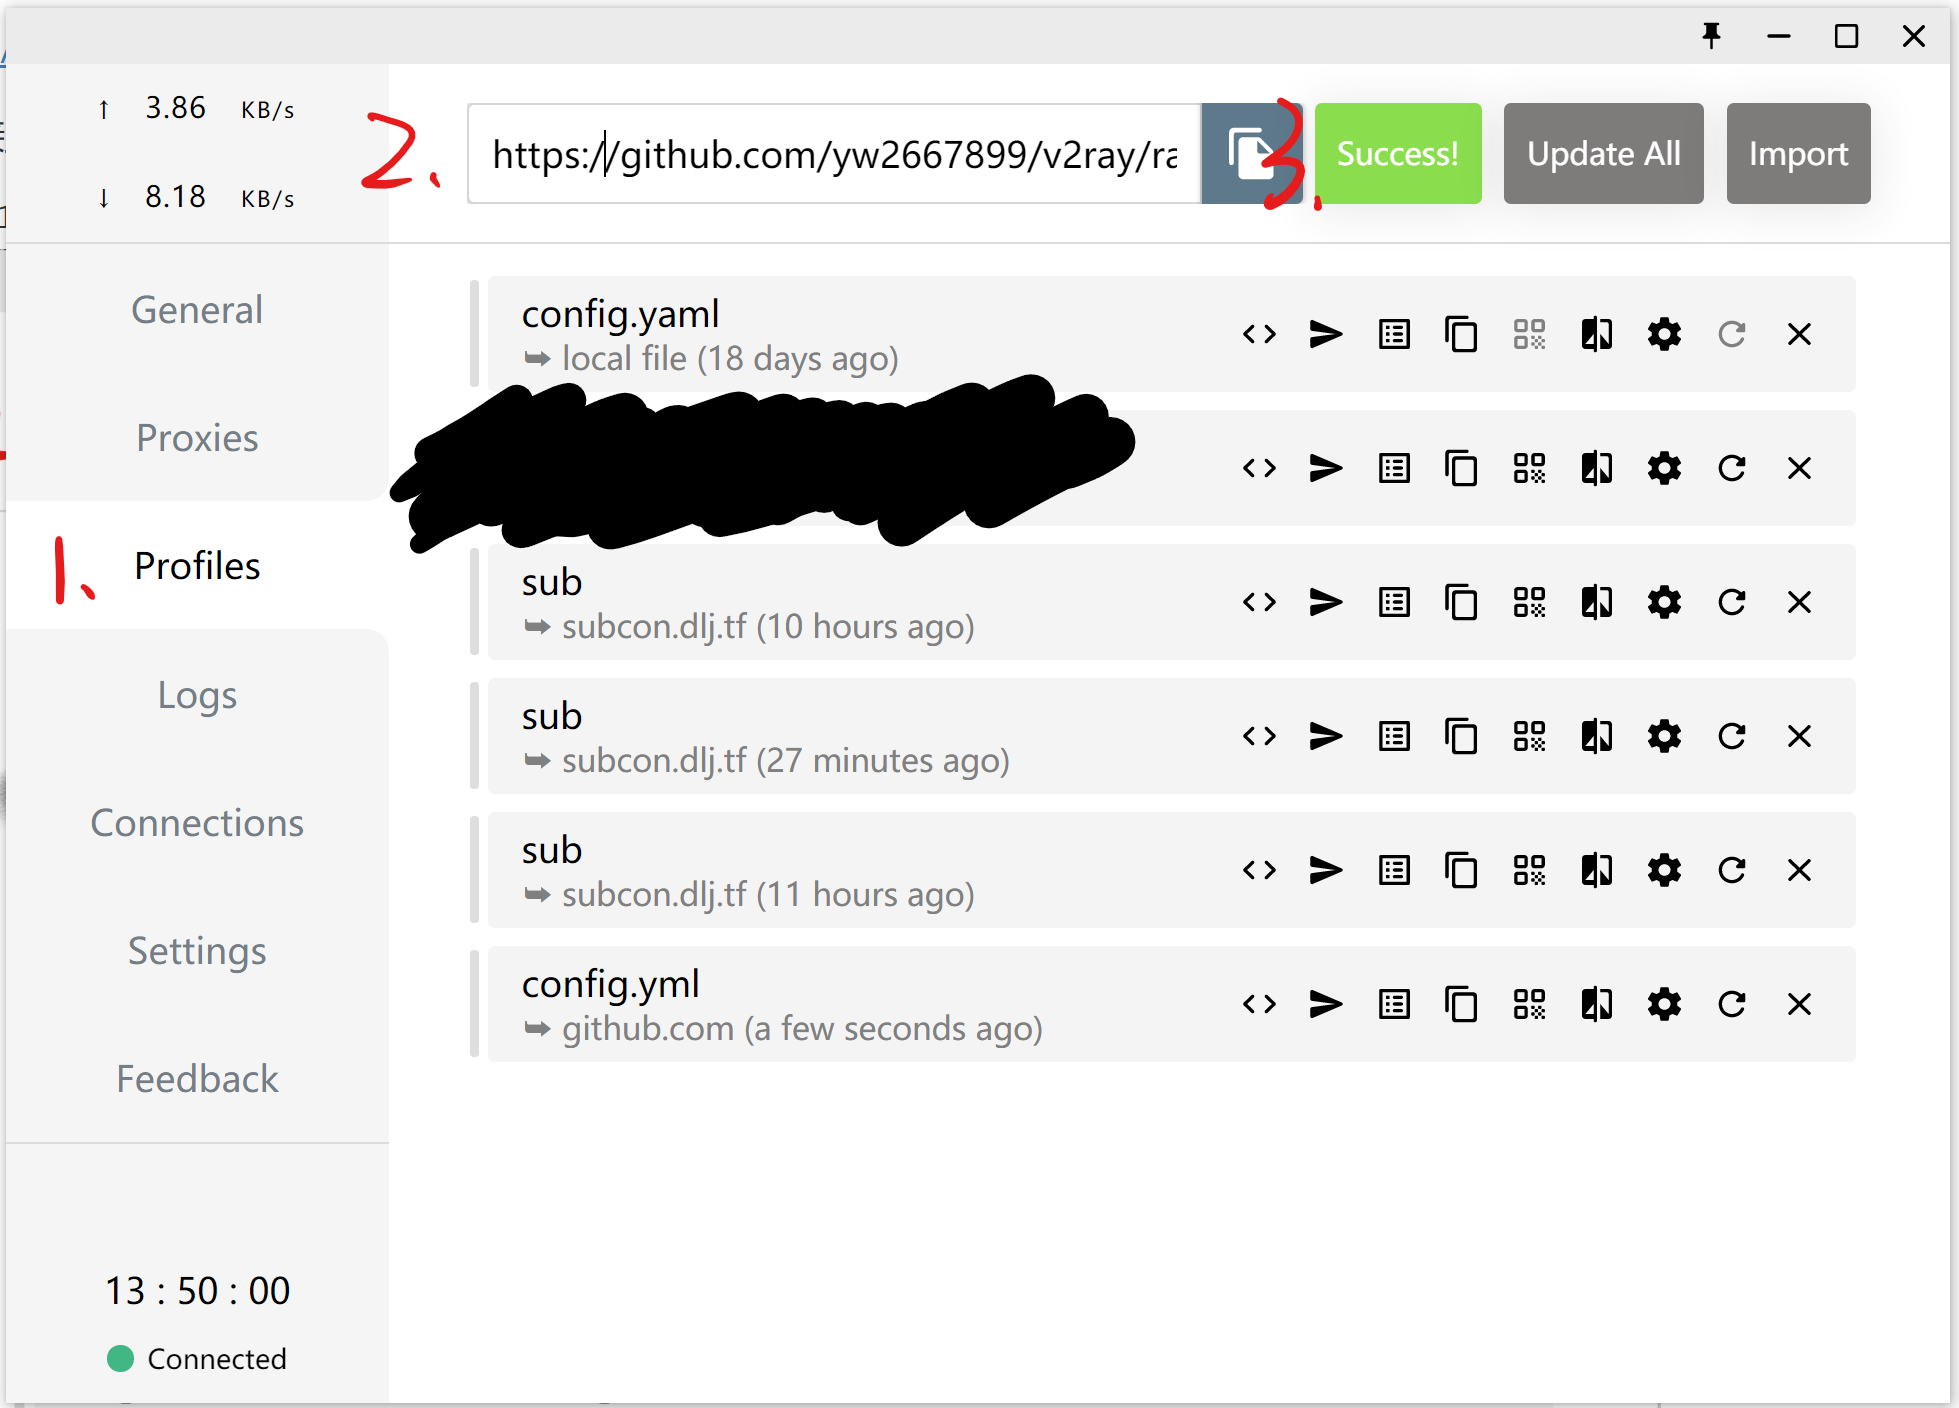 ↑ 3.86 KB/s
↓ 8.18 KB/s
2.
https://github.com/yw2667899/v2ray/ra
3.
Success!
Update All
Import
General
Proxies
1.
Profiles
Logs
Connections
Settings
Feedback
13 : 50 : 00
Connected
config.yaml
local file (18 days ago)
sub
subcon.dlj.tf (10 hours ago)
sub
subcon.dlj.tf (27 minutes ago)
sub
subcon.dlj.tf (11 hours ago)
config.yml
github.com (a few seconds ago)